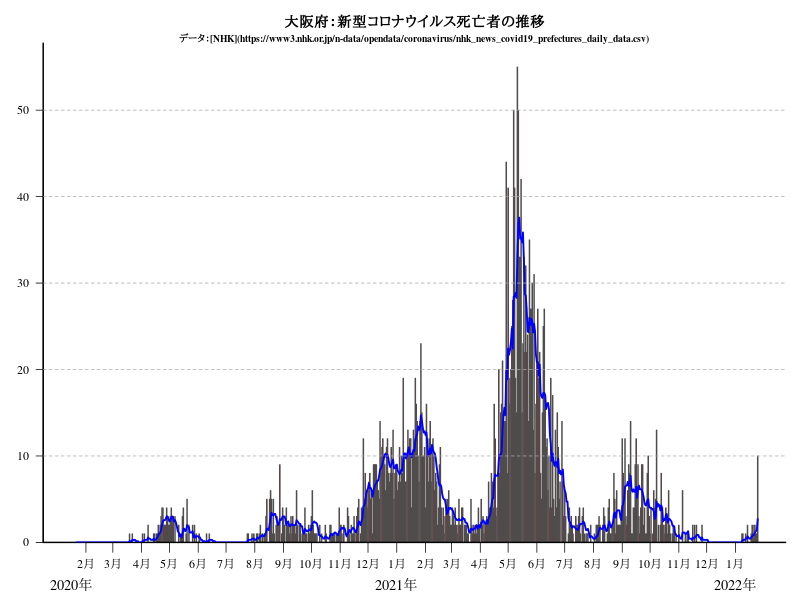 大阪府：新型コロナウイルス死亡者の推移
データ：[NHK](https://www3.nhk.or.jp/n-data/opendata/coronavirus/nhk_news_covid19_prefectures_daily_data.csv)
50
40
30
20
10
0
2月 3月 4月 5月 6月 7月 8月 9月 10月 11月 12月 1月 2月 3月 4月 5月 6月 7月 8月 9月 10月 11月 12月 1月
2020年 2021年 2022年